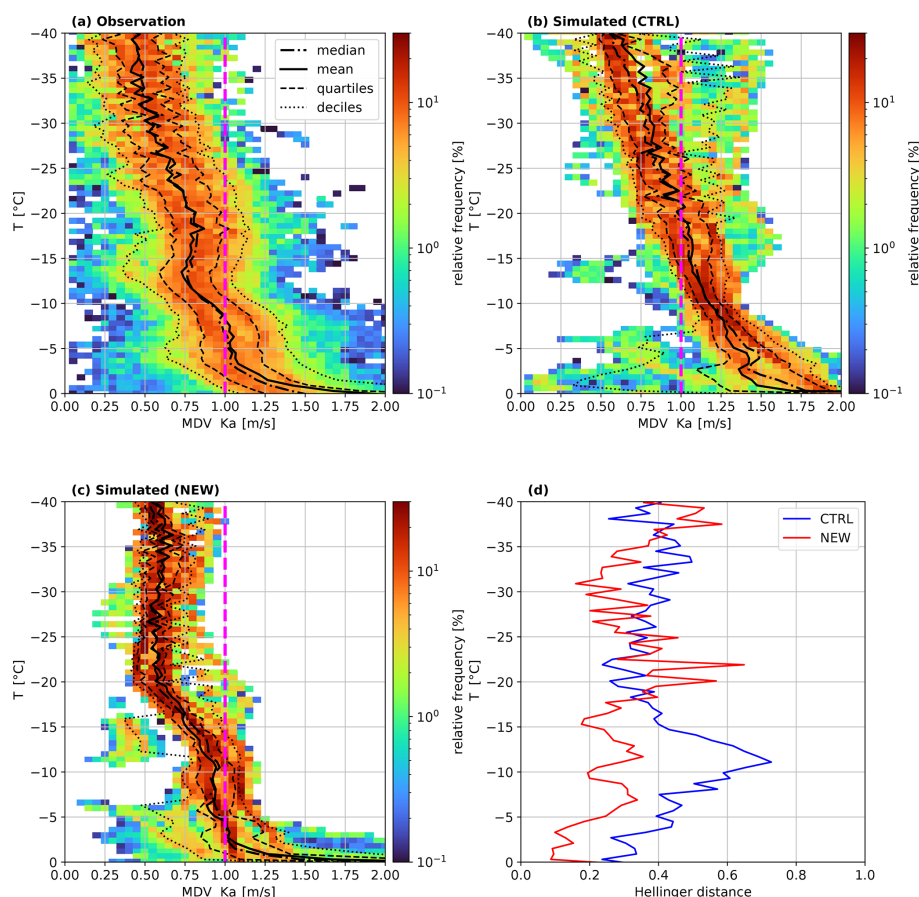 (a) Observation
−40
−35
−30
−25
−20
−15
−10
−5
0
T [°C]
0.00 0.25 0.50 0.75 1.00 1.25 1.50 1.75 2.00
MDV Ka [m/s]
median
mean
quartiles
deciles
10^1
10^0
10^−1
relative frequency [%]
(b) Simulated (CTRL)
−40
−35
−30
−25
−20
−15
−10
−5
0
T [°C]
0.00 0.25 0.50 0.75 1.00 1.25 1.50 1.75 2.00
MDV Ka [m/s]
10^1
10^0
10^−1
relative frequency [%]
(c) Simulated (NEW)
−40
−35
−30
−25
−20
−15
−10
−5
0
T [°C]
0.00 0.25 0.50 0.75 1.00 1.25 1.50 1.75 2.00
MDV Ka [m/s]
10^1
10^0
10^−1
relative frequency [%]
(d)
−40
−35
−30
−25
−20
−15
−10
−5
0
T [°C]
0.0 0.2 0.4 0.6 0.8 1.0
Hellinger distance
CTRL
NEW